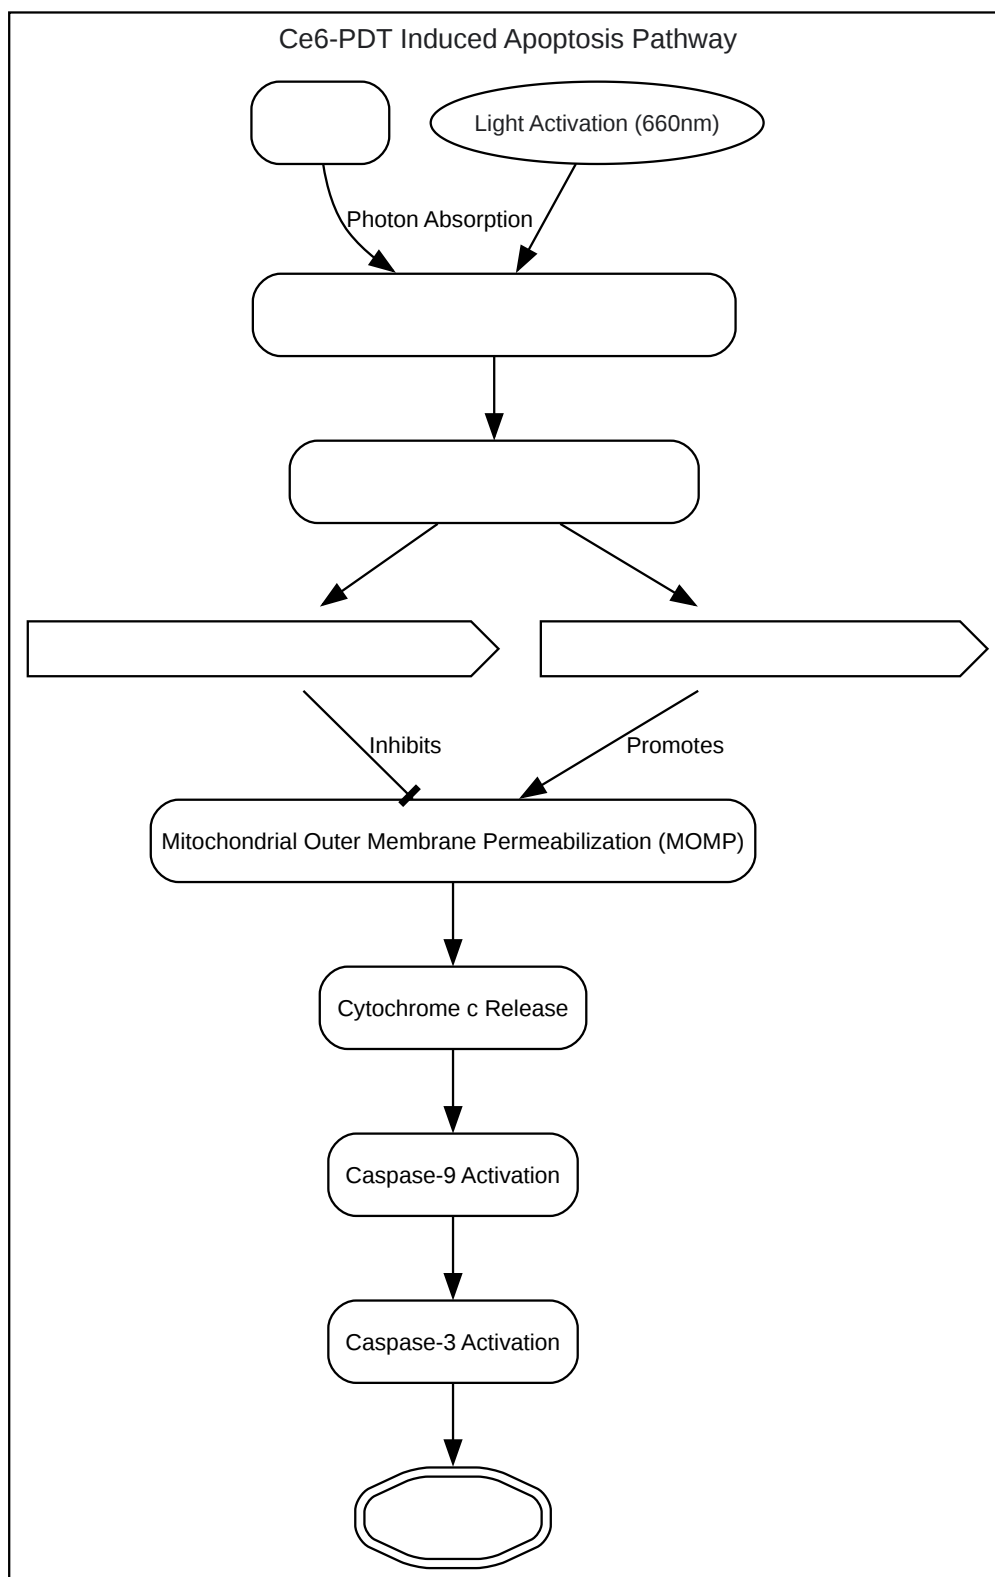 Ce6-PDT Induced Apoptosis Pathway
Light Activation (660nm)
Photon Absorption
Inhibits
Promotes
Mitochondrial Outer Membrane Permeabilization (MOMP)
Cytochrome c Release
Caspase-9 Activation
Caspase-3 Activation